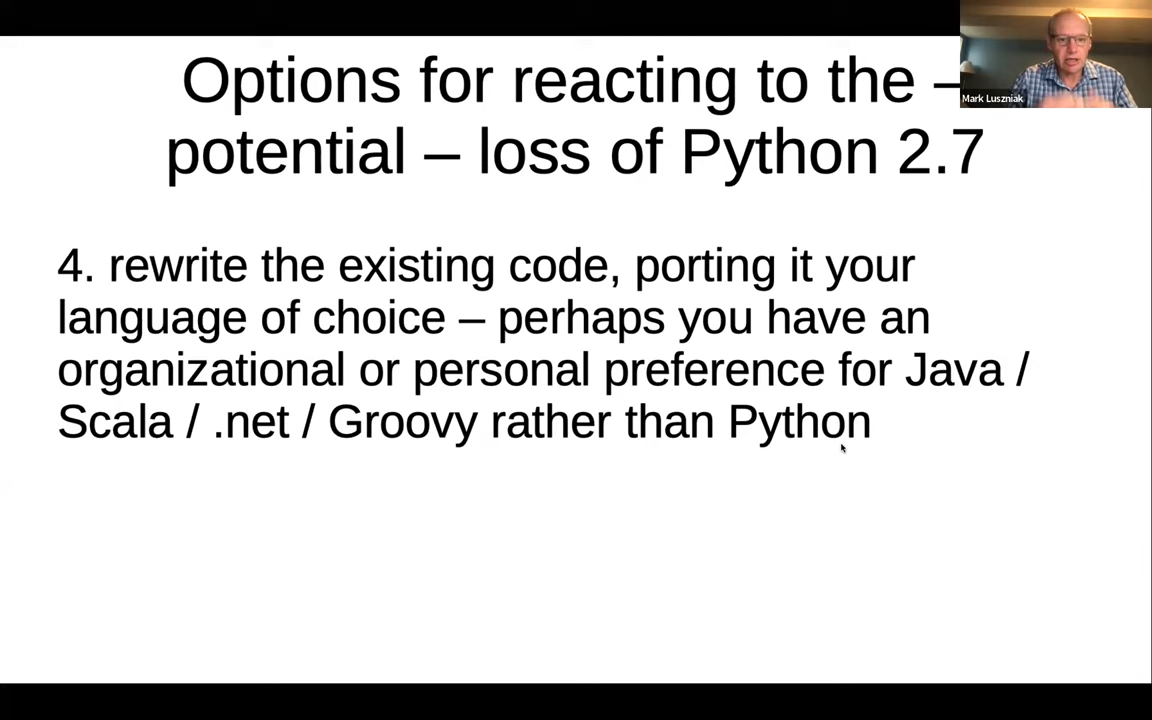 Options for reacting to the –
potential – loss of Python 2.7
Mark Luszniak
4. rewrite the existing code, porting it your
language of choice – perhaps you have an
organizational or personal preference for Java /
Scala / .net / Groovy rather than Python